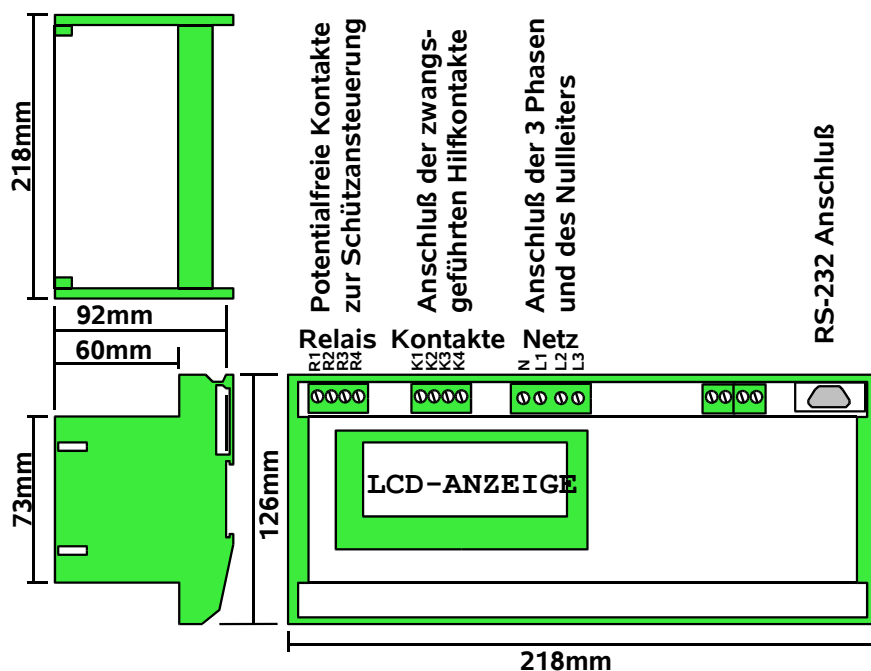 218mm
92mm
60mm
Potentialfreie Kontakte
zur Schützansteuerung
Anschluß der zwangs-
geführten Hilfkontakte
Anschluß der 3 Phasen
und des Nullleiters
RS-232 Anschluß
Relais
Kontakte
Netz
R1
R2
R3
R4
K1
K2
K3
K4
N
L1
L2
L3
73mm
126mm
LCD-ANZEIGE
218mm